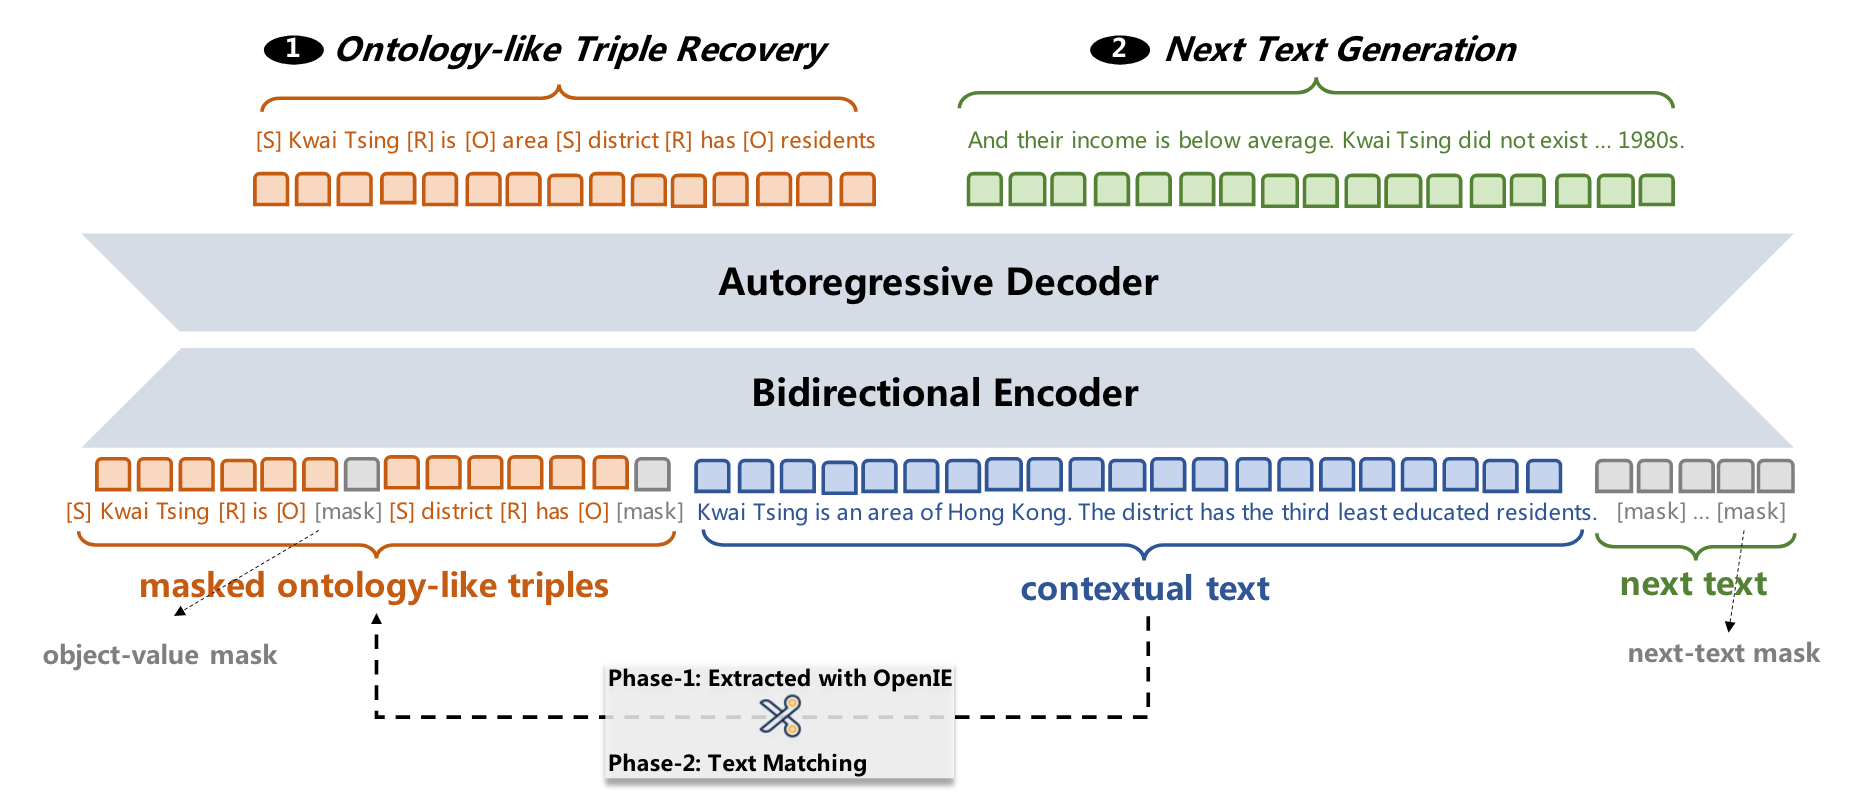 1 Ontology-like Triple Recovery
2 Next Text Generation
[S] Kwai Tsing [R] is [O] area [S] district [R] has [O] residents
And their income is below average. Kwai Tsing did not exist ... 1980s.
Autoregressive Decoder
Bidirectional Encoder
[S] Kwai Tsing [R] is [O] [mask] [S] district [R] has [O] [mask]
Kwai Tsing is an area of Hong Kong. The district has the third least educated residents.
[mask] ... [mask]
masked ontology-like triples
contextual text
next text
object-value mask
next-text mask
Phase-1: Extracted with OpenIE
Phase-2: Text Matching